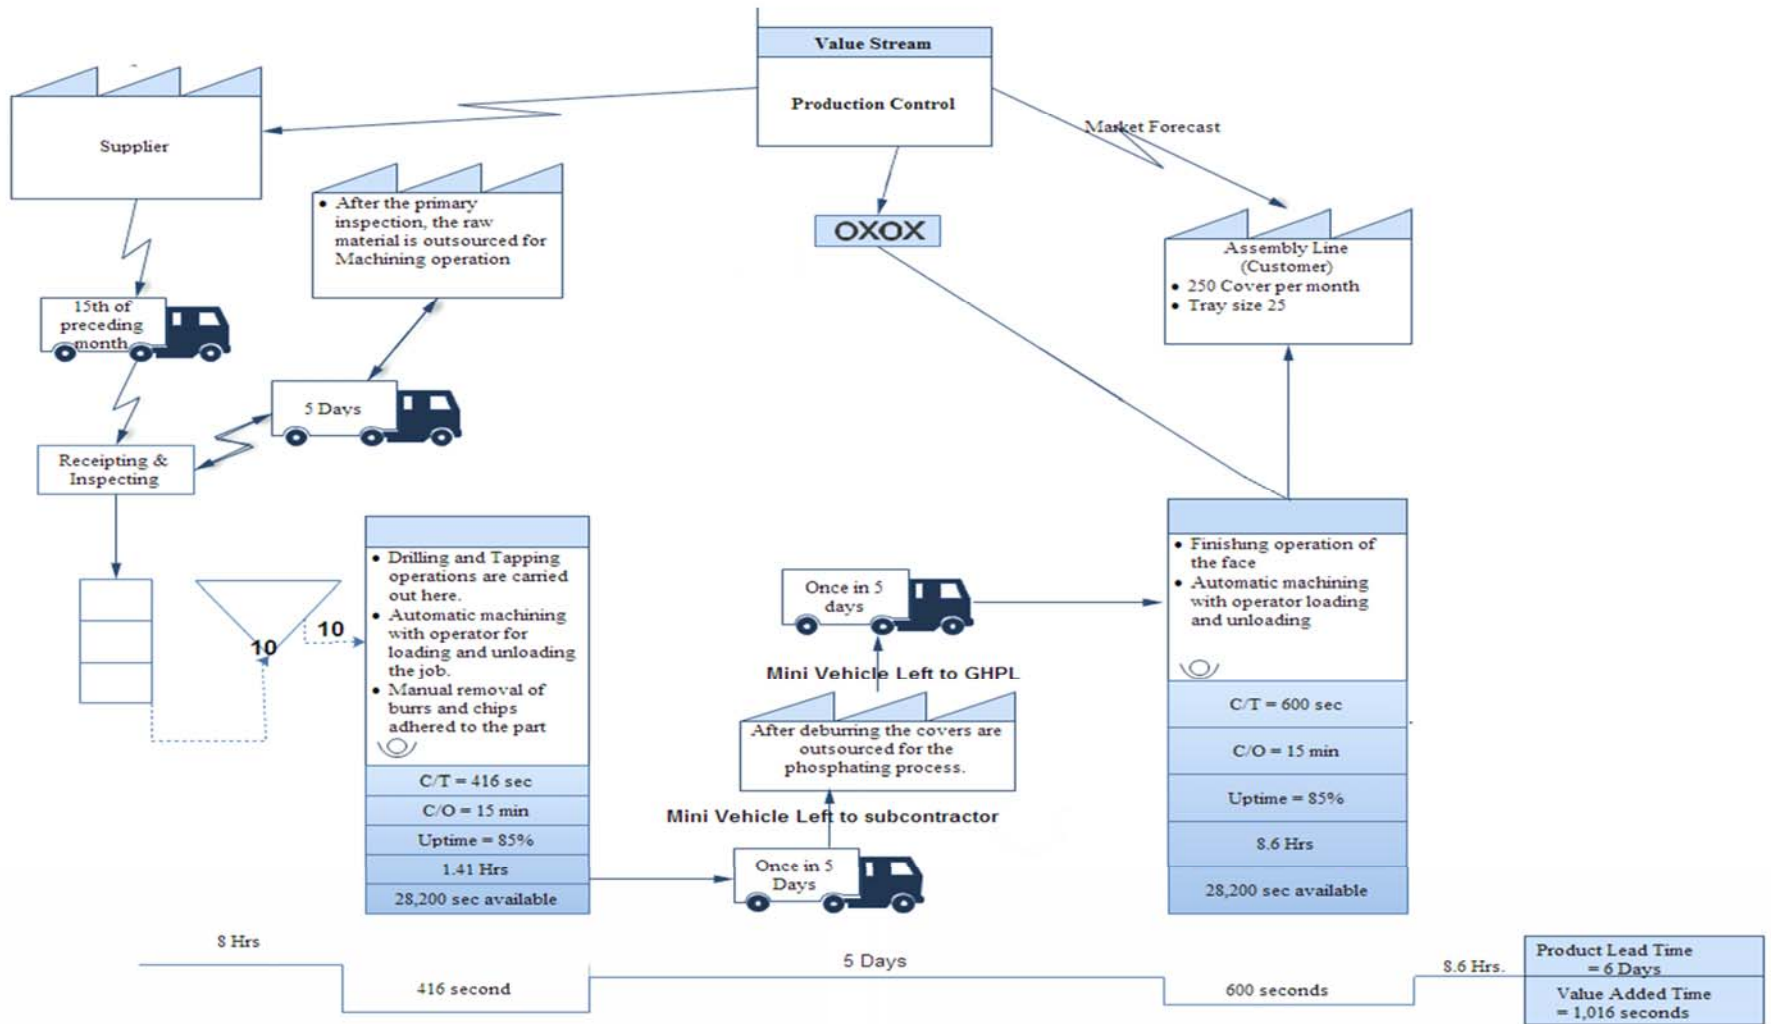 Value Stream
Production Control
Supplier
Market Forecast
After the primary
inspection, the raw
material is outsourced for
Machining operation
OXOX
Assembly Line
(Customer)
250 Cover per month
Tray size 25
15th of
preceding
month
5 Days
Receipting &
Inspecting
Drilling and Tapping
operations are carried
out here.
Automatic machining
with operator for
loading and unloading
the job.
Manual removal of
burrs and chips
adhered to the part
10
10
C/T = 416 sec
C/O = 15 min
Uptime = 85%
1.41 Hrs
28,200 sec available
Once in 5
days
Mini Vehicle Left to GHPL
After deburring the covers are
outsourced for the
phosphating process.
Mini Vehicle Left to subcontractor
Once in 5
Days
Finishing operation of
the face
Automatic machining
with operator loading
and unloading
C/T = 600 sec
C/O = 15 min
Uptime = 85%
8.6 Hrs
28,200 sec available
8 Hrs
416 second
5 Days
600 seconds
8.6 Hrs.
Product Lead Time
= 6 Days
Value Added Time
= 1,016 seconds